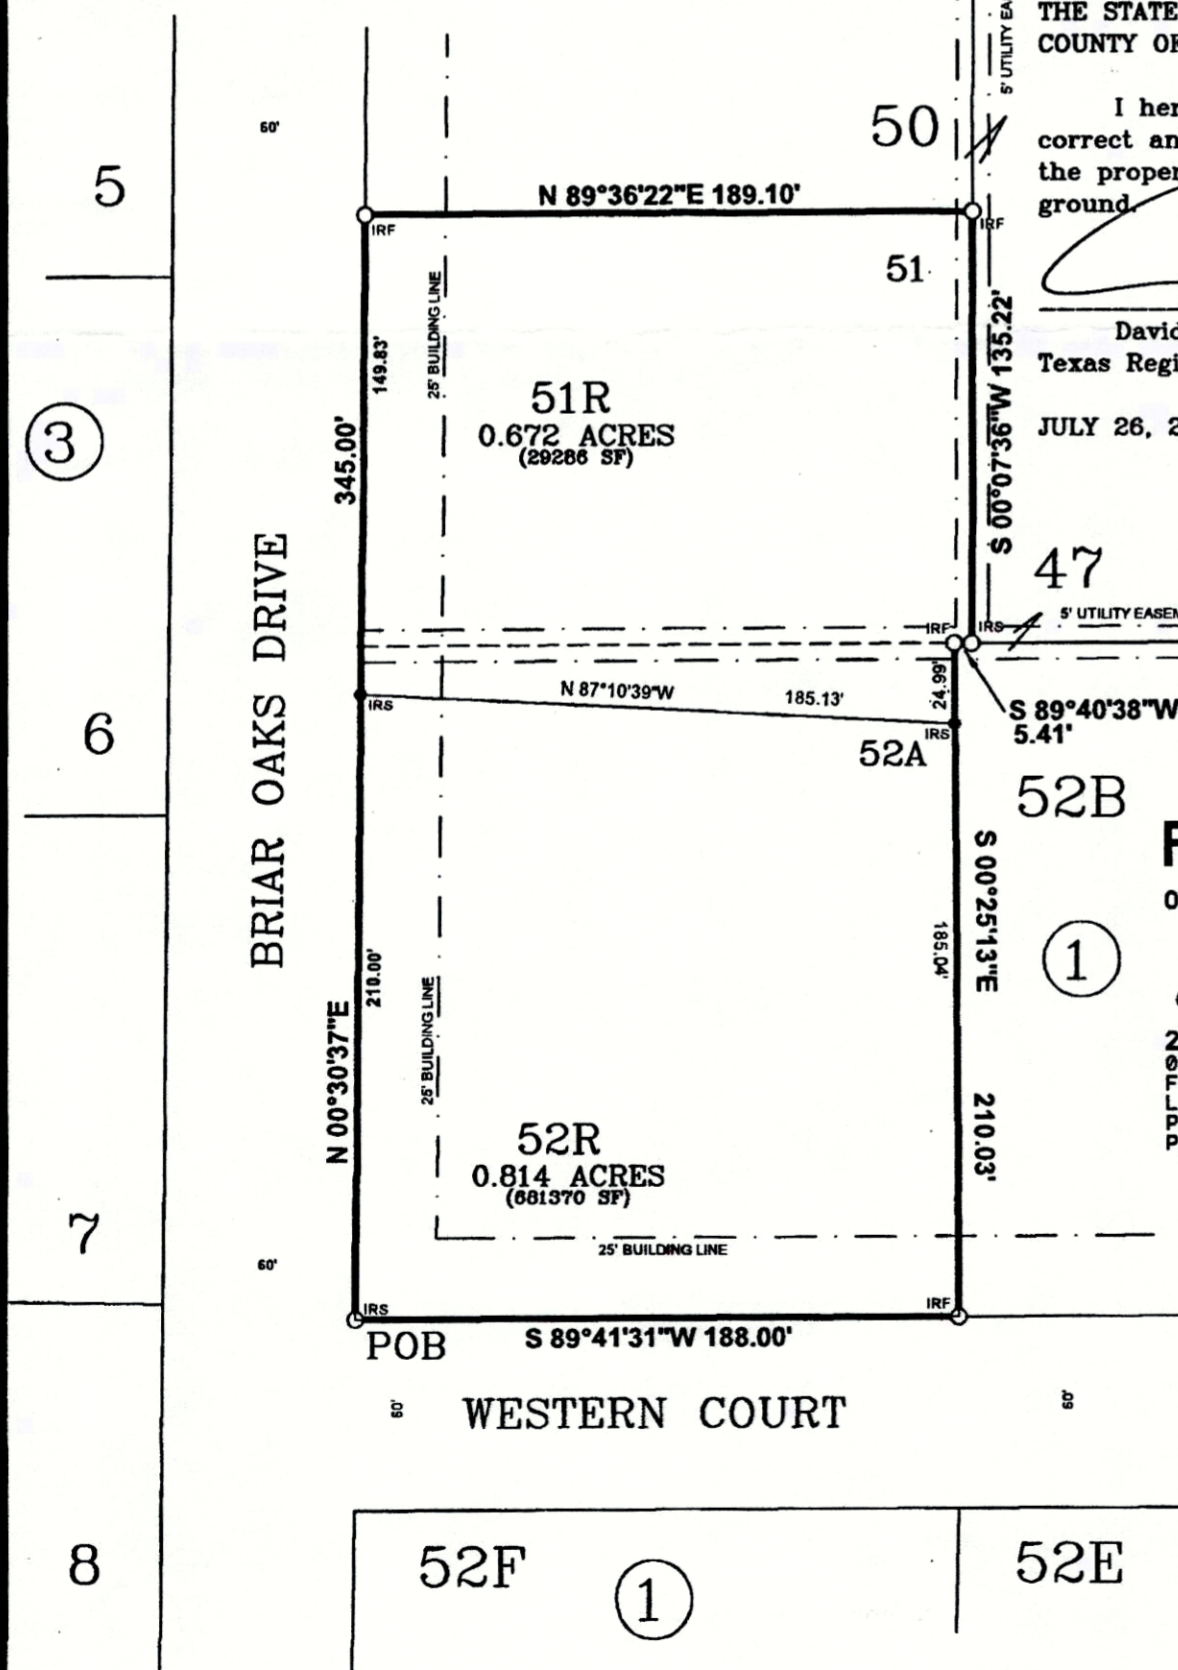 THE STATE
COUNTY OF
60'
5' UTILITY EA
50
I her
correct an
the proper
ground.
5
N 89°36'22"E 189.10'
IRF
IRF
51
25' BUILDING LINE
149.83'
S 00°07'36"W 135.22'
David
Texas Regi
51R
0.672 ACRES
(29286 SF)
JULY 26, 2
3
345.00'
47
BRIAR OAKS DRIVE
5' UTILITY EASEM
IRF
IRS
24.99'
N 87°10'39"W
185.13'
IRS
IRS
S 89°40'38"W
5.41'
6
52A
52B
S 00°25'13"E
185.04'
1
210.00'
25' BUILDING LINE
N 00°30'37"E
210.03'
52R
0.814 ACRES
(681370 SF)
7
25' BUILDING LINE
60'
IRS
IRF
POB
S 89°41'31"W 188.00'
60'
WESTERN COURT
60'
8
52F
1
52E